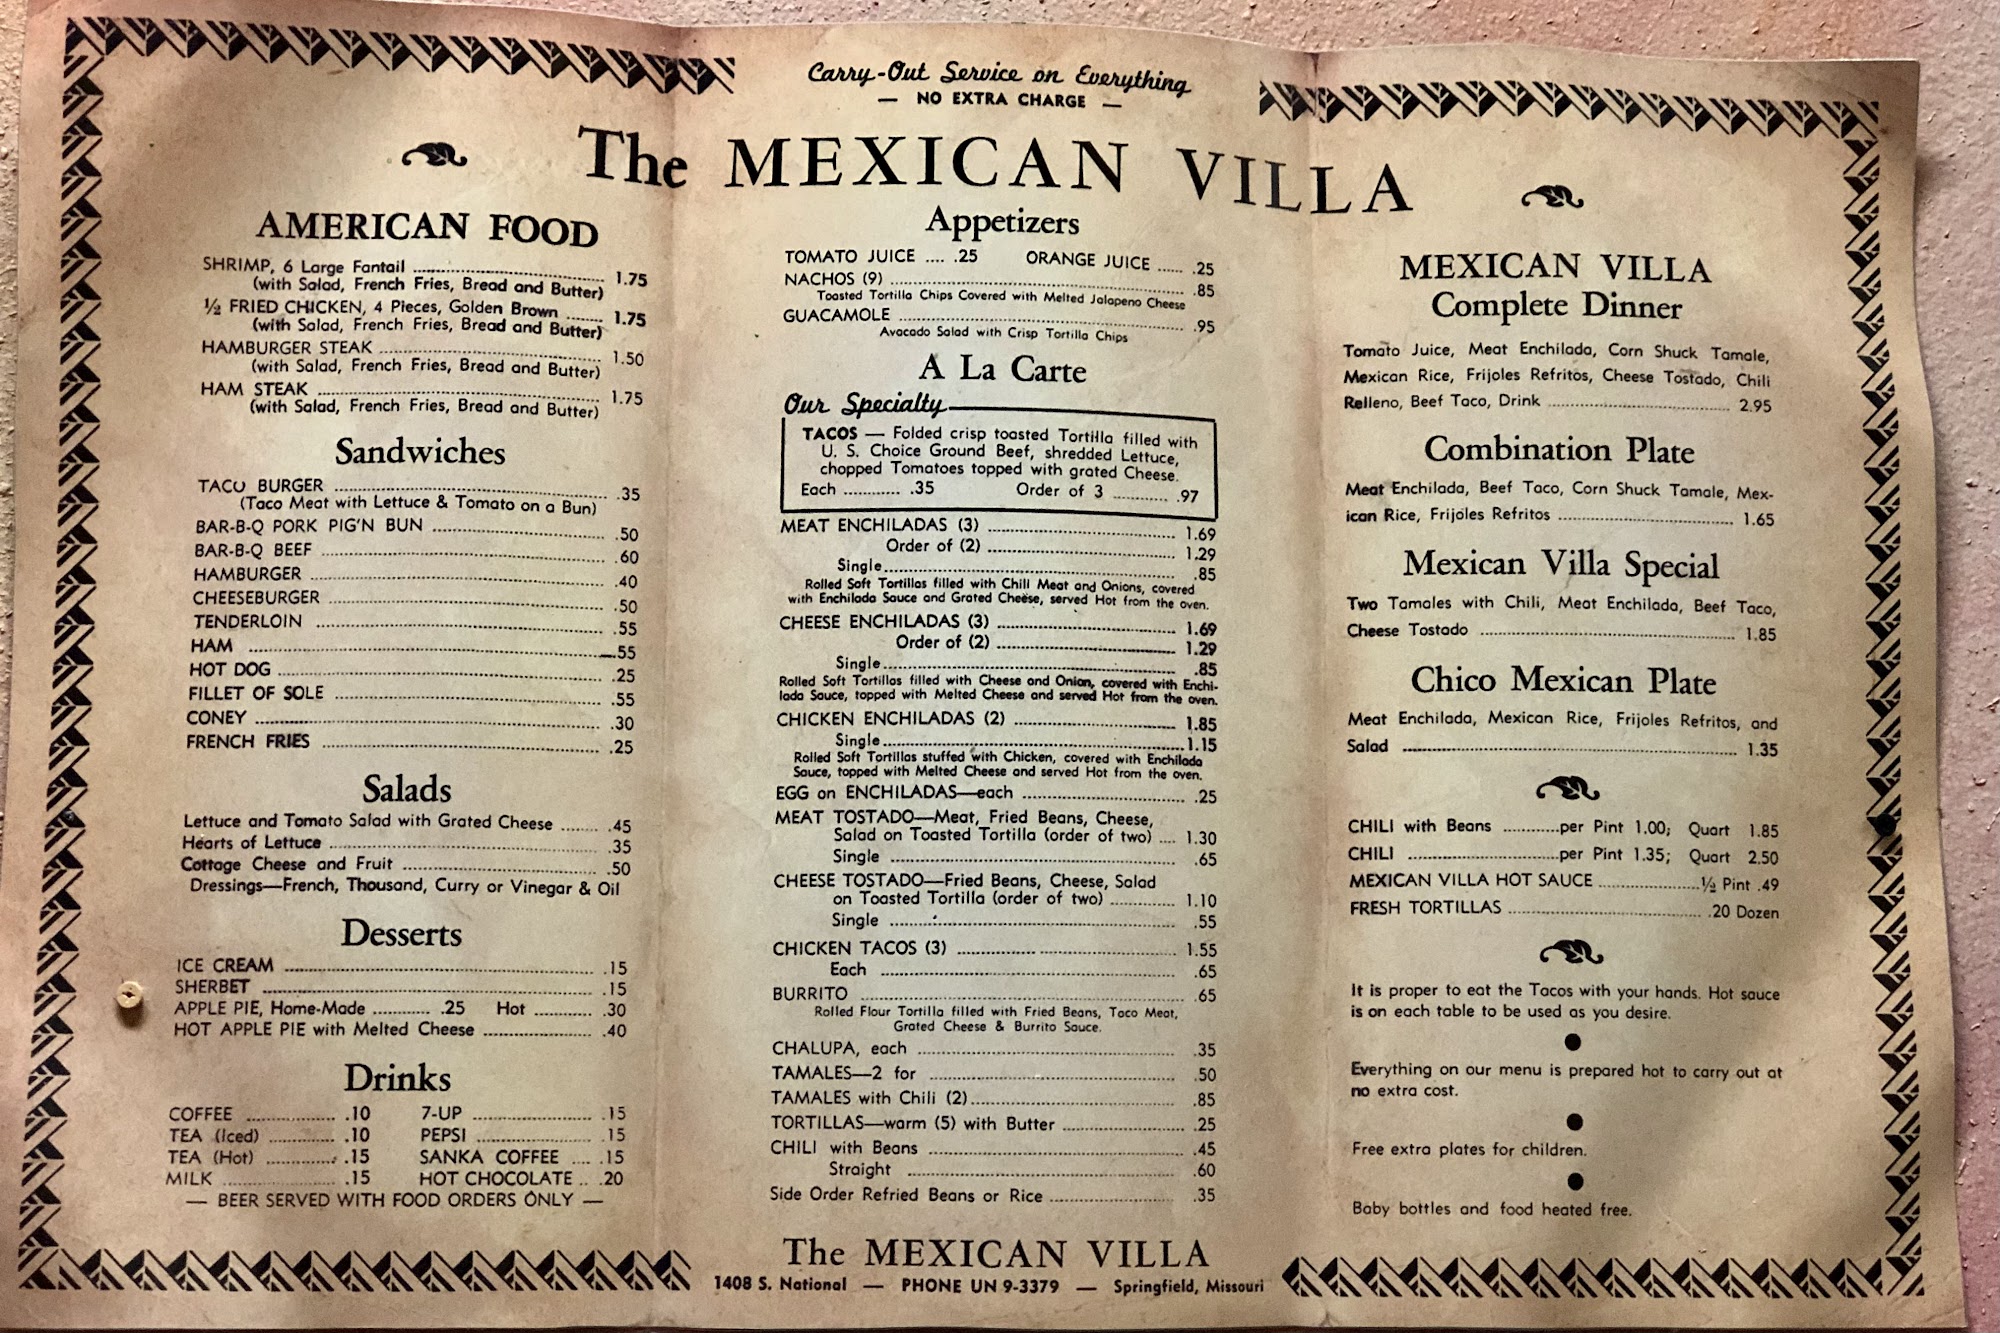 Carry-Out Service on Everything
— NO EXTRA CHARGE —
The MEXICAN VILLA
AMERICAN FOOD
SHRIMP, 6 Large Fantail ........ 1.75
(with Salad, French Fries, Bread and Butter)
½ FRIED CHICKEN, 4 Pieces, Golden Brown ........ 1.75
(with Salad, French Fries, Bread and Butter)
HAMBURGER STEAK ........ 1.50
(with Salad, French Fries, Bread and Butter)
HAM STEAK ........ 1.75
(with Salad, French Fries, Bread and Butter)
Sandwiches
TACO BURGER ........ .35
(Taco Meat with Lettuce & Tomato on a Bun)
BAR-B-Q PORK PIG'N BUN ........ .50
BAR-B-Q BEEF ........ .60
HAMBURGER ........ .40
CHEESEBURGER ........ .50
TENDERLOIN ........ .55
HAM ........ .55
HOT DOG ........ .25
FILLET OF SOLE ........ .55
CONEY ........ .30
FRENCH FRIES ........ .25
Salads
Lettuce and Tomato Salad with Grated Cheese ........ .45
Hearts of Lettuce ........ .35
Cottage Cheese and Fruit ........ .50
Dressings—French, Thousand, Curry or Vinegar & Oil
Desserts
ICE CREAM ........ .15
SHERBET ........ .15
APPLE PIE, Home-Made ........ .25 Hot ........ .30
HOT APPLE PIE with Melted Cheese ........ .40
Drinks
COFFEE ........ .10 7-UP ........ .15
TEA (Iced) ........ .10 PEPSI ........ .15
TEA (Hot) ........ .15 SANKA COFFEE .... .15
MILK ........ .15 HOT CHOCOLATE .. .20
— BEER SERVED WITH FOOD ORDERS ONLY —
Appetizers
TOMATO JUICE .... .25 ORANGE JUICE ...... .25
NACHOS (9) ........ .85
Toasted Tortilla Chips Covered with Melted Jalapeno Cheese
GUACAMOLE ........ .95
Avocado Salad with Crisp Tortilla Chips
A La Carte
Our Specialty
TACOS — Folded crisp toasted Tortilla filled with
U. S. Choice Ground Beef, shredded Lettuce,
chopped Tomatoes topped with grated Cheese.
Each ........ .35 Order of 3 ........ .97
MEAT ENCHILADAS (3) ........ 1.69
Order of (2) ........ 1.29
Single ........ .85
Rolled Soft Tortillas filled with Chili Meat and Onions, covered
with Enchilada Sauce and Grated Cheese, served Hot from the oven.
CHEESE ENCHILADAS (3) ........ 1.69
Order of (2) ........ 1.29
Single ........ .85
Rolled Soft Tortillas filled with Cheese and Onion, covered with Enchi-
lada Sauce, topped with Melted Cheese and served Hot from the oven.
CHICKEN ENCHILADAS (2) ........ 1.85
Single ........ 1.15
Rolled Soft Tortillas stuffed with Chicken, covered with Enchilada
Sauce, topped with Melted Cheese and served Hot from the oven.
EGG on ENCHILADAS—each ........ .25
MEAT TOSTADO—Meat, Fried Beans, Cheese,
Salad on Toasted Tortilla (order of two) .... 1.30
Single ........ .65
CHEESE TOSTADO—Fried Beans, Cheese, Salad
on Toasted Tortilla (order of two) ........ 1.10
Single ........ .55
CHICKEN TACOS (3) ........ 1.55
Each ........ .65
BURRITO ........ .65
Rolled Flour Tortilla filled with Fried Beans, Taco Meat,
Grated Cheese & Burrito Sauce.
CHALUPA, each ........ .35
TAMALES—2 for ........ .50
TAMALES with Chili (2) ........ .85
TORTILLAS—warm (5) with Butter ........ .25
CHILI with Beans ........ .45
Straight ........ .60
Side Order Refried Beans or Rice ........ .35
The MEXICAN VILLA
1408 S. National — PHONE UN 9-3379 — Springfield, Missouri
MEXICAN VILLA
Complete Dinner
Tomato Juice, Meat Enchilada, Corn Shuck Tamale,
Mexican Rice, Frijoles Refritos, Cheese Tostado, Chili
Relleno, Beef Taco, Drink ........ 2.95
Combination Plate
Meat Enchilada, Beef Taco, Corn Shuck Tamale, Mex-
ican Rice, Frijoles Refritos ........ 1.65
Mexican Villa Special
Two Tamales with Chili, Meat Enchilada, Beef Taco,
Cheese Tostado ........ 1.85
Chico Mexican Plate
Meat Enchilada, Mexican Rice, Frijoles Refritos, and
Salad ........ 1.35
CHILI with Beans ........ per Pint 1.00; Quart 1.85
CHILI ........ per Pint 1.35; Quart 2.50
MEXICAN VILLA HOT SAUCE ........ ½ Pint .49
FRESH TORTILLAS ........ .20 Dozen
It is proper to eat the Tacos with your hands. Hot sauce
is on each table to be used as you desire.
Everything on our menu is prepared hot to carry out at
no extra cost.
Free extra plates for children.
Baby bottles and food heated free.